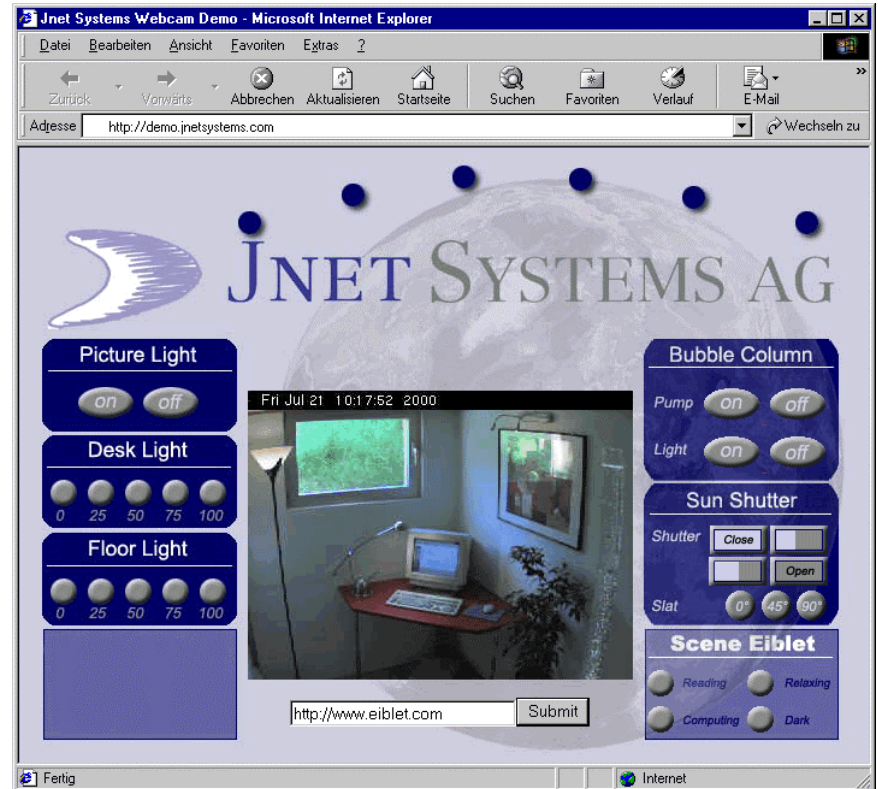 Jnet Systems Webcam Demo - Microsoft Internet Explorer
Datei Bearbeiten Ansicht Favoriten Extras ?
Zurück Vorwärts Abbrechen Aktualisieren Startseite Suchen Favoriten Verlauf E-Mail »
Adresse http://demo.jnetsystems.com Wechseln zu
JNET SYSTEMS AG
Picture Light
on off
Desk Light
0 25 50 75 100
Floor Light
0 25 50 75 100
Fri Jul 21 10:17:52 2000
http://www.eiblet.com Submit
Bubble Column
Pump on off
Light on off
Sun Shutter
Shutter Close
Open
Slat 0° 45° 90°
Scene Eiblet
Reading Relaxing
Computing Dark
Fertig Internet